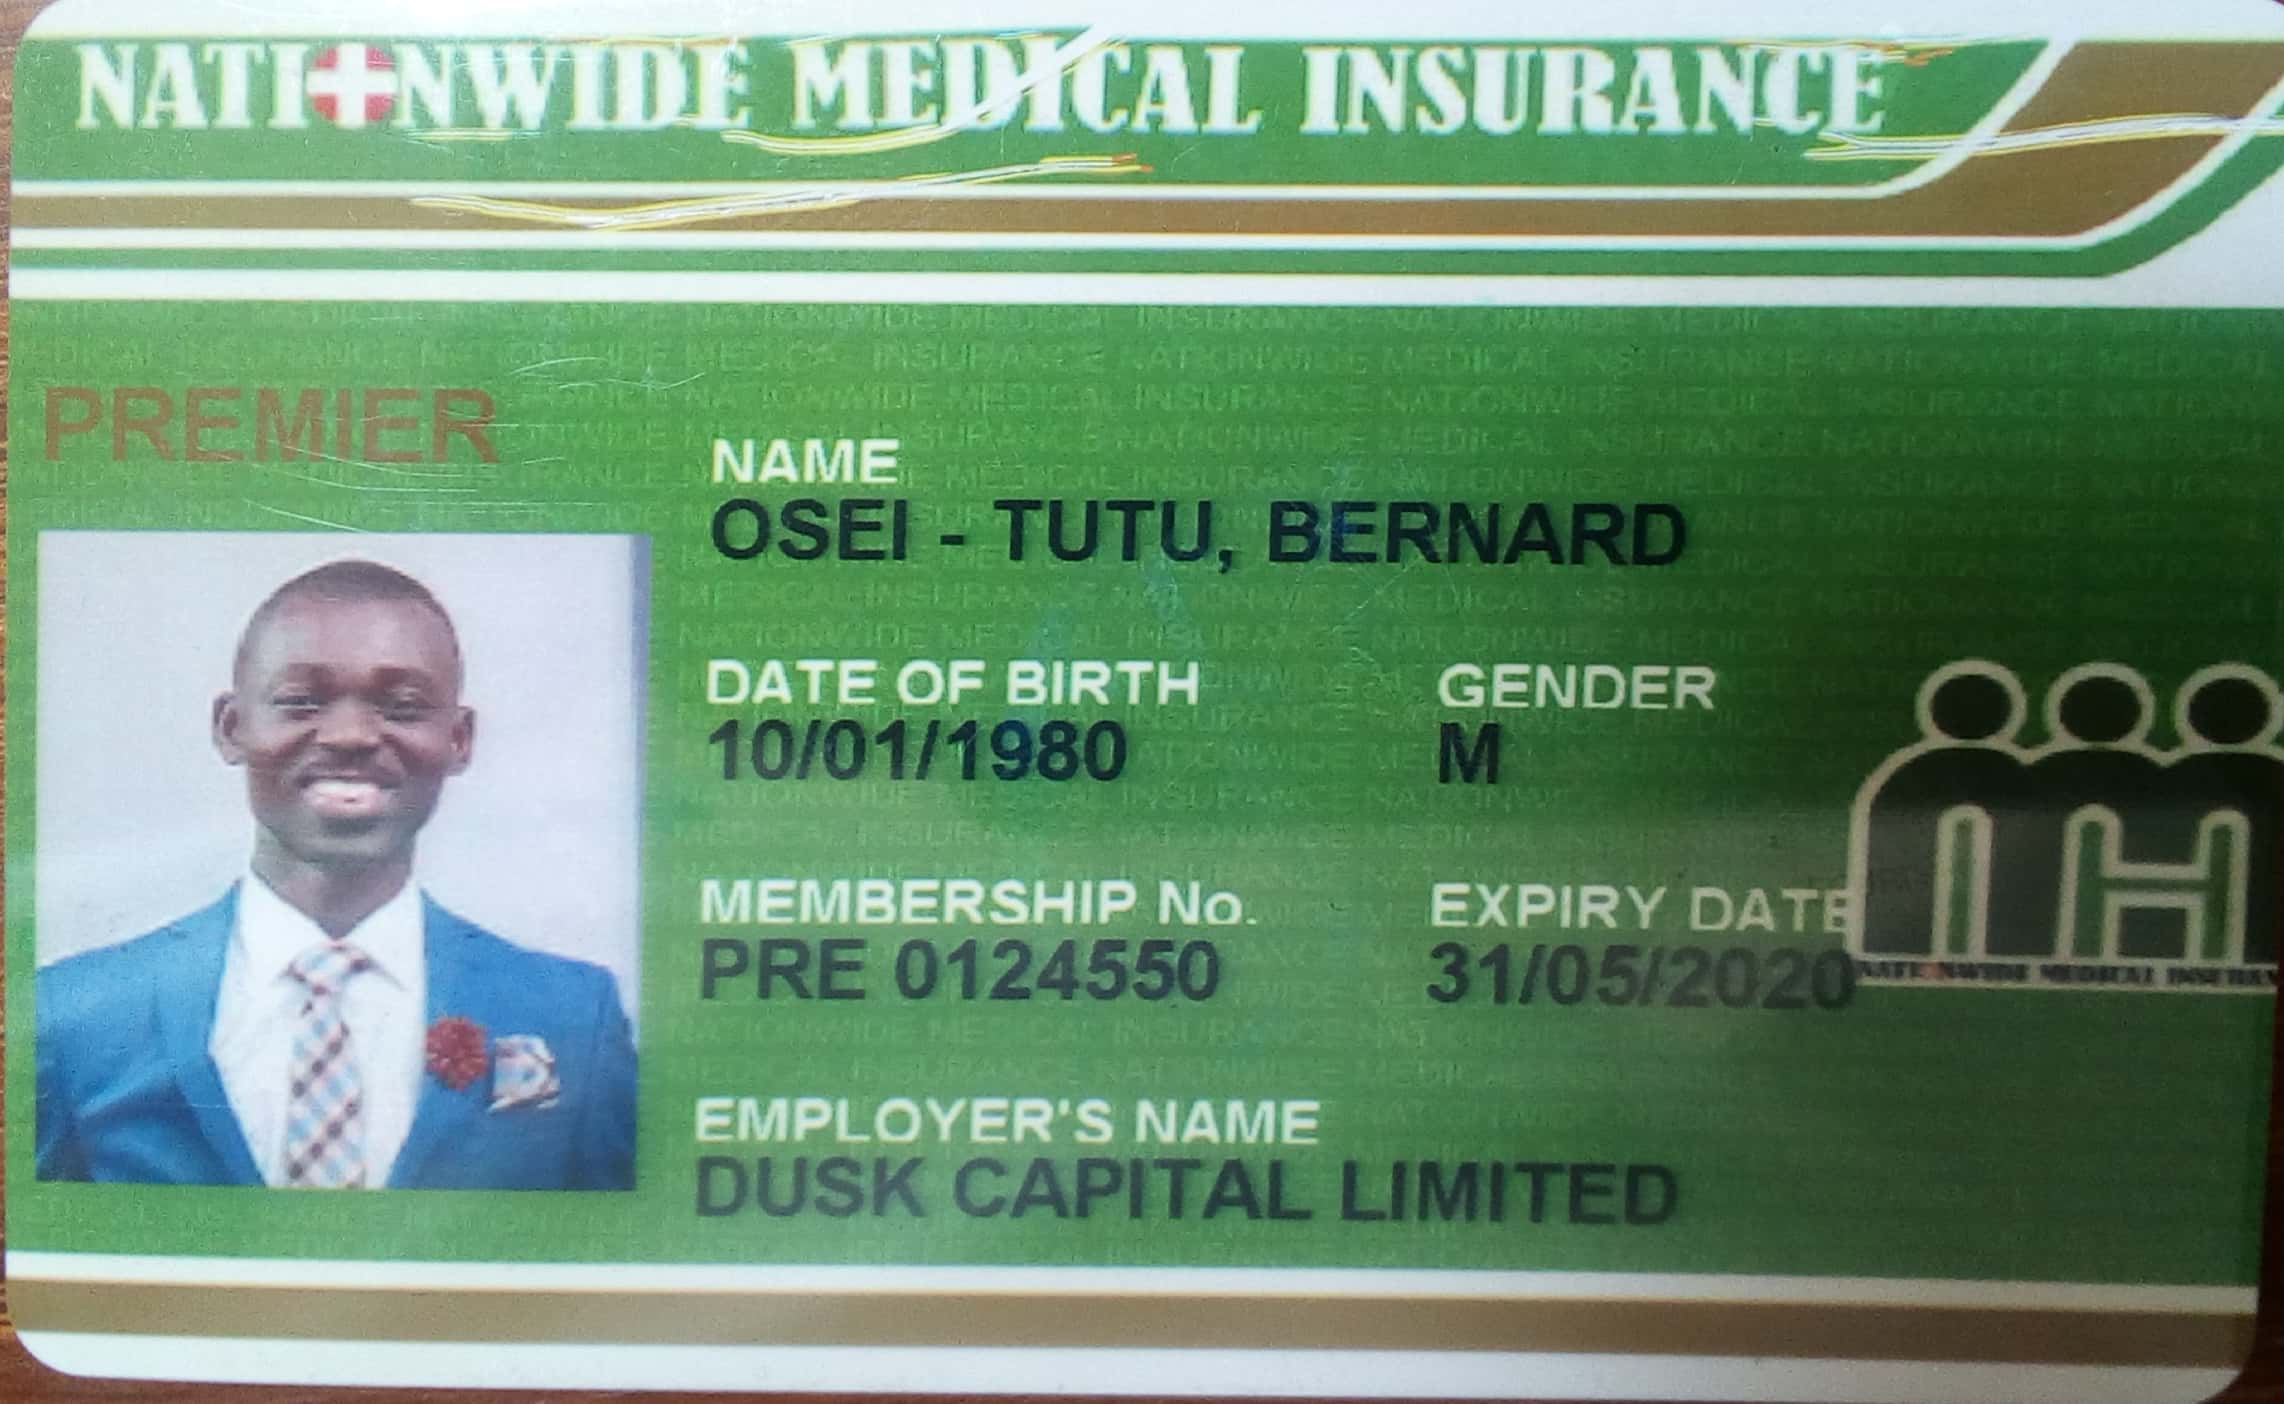 NATIONWIDE MEDICAL INSURANCE
PREMIER
NAME
OSEI - TUTU, BERNARD
DATE OF BIRTH
GENDER
10/01/1980
M
MEMBERSHIP No.
EXPIRY DATE
PRE 0124550
31/05/2020
NATIONWIDE MEDICAL INSURAN
EMPLOYER'S NAME
DUSK CAPITAL LIMITED